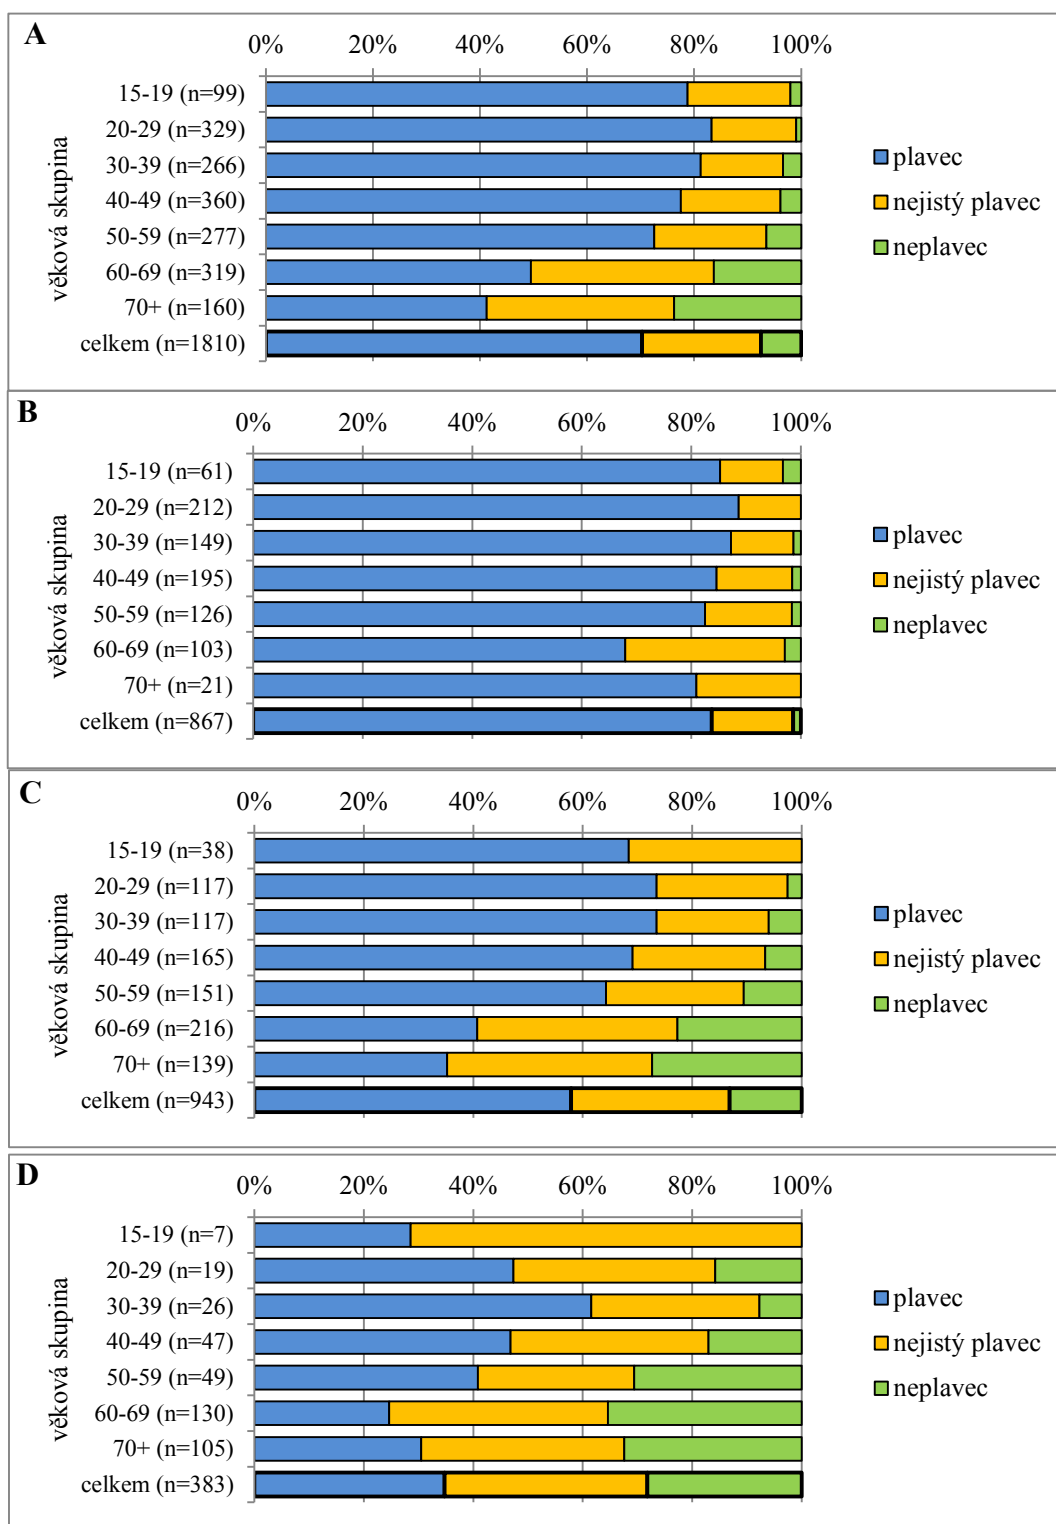 A
0% 20% 40% 60% 80% 100%
věková skupina
15-19 (n=99)
20-29 (n=329)
30-39 (n=266)
40-49 (n=360)
50-59 (n=277)
60-69 (n=319)
70+ (n=160)
celkem (n=1810)
plavec
nejistý plavec
neplavec
B
0% 20% 40% 60% 80% 100%
věková skupina
15-19 (n=61)
20-29 (n=212)
30-39 (n=149)
40-49 (n=195)
50-59 (n=126)
60-69 (n=103)
70+ (n=21)
celkem (n=867)
plavec
nejistý plavec
neplavec
C
0% 20% 40% 60% 80% 100%
věková skupina
15-19 (n=38)
20-29 (n=117)
30-39 (n=117)
40-49 (n=165)
50-59 (n=151)
60-69 (n=216)
70+ (n=139)
celkem (n=943)
plavec
nejistý plavec
neplavec
D
0% 20% 40% 60% 80% 100%
věková skupina
15-19 (n=7)
20-29 (n=19)
30-39 (n=26)
40-49 (n=47)
50-59 (n=49)
60-69 (n=130)
70+ (n=105)
celkem (n=383)
plavec
nejistý plavec
neplavec